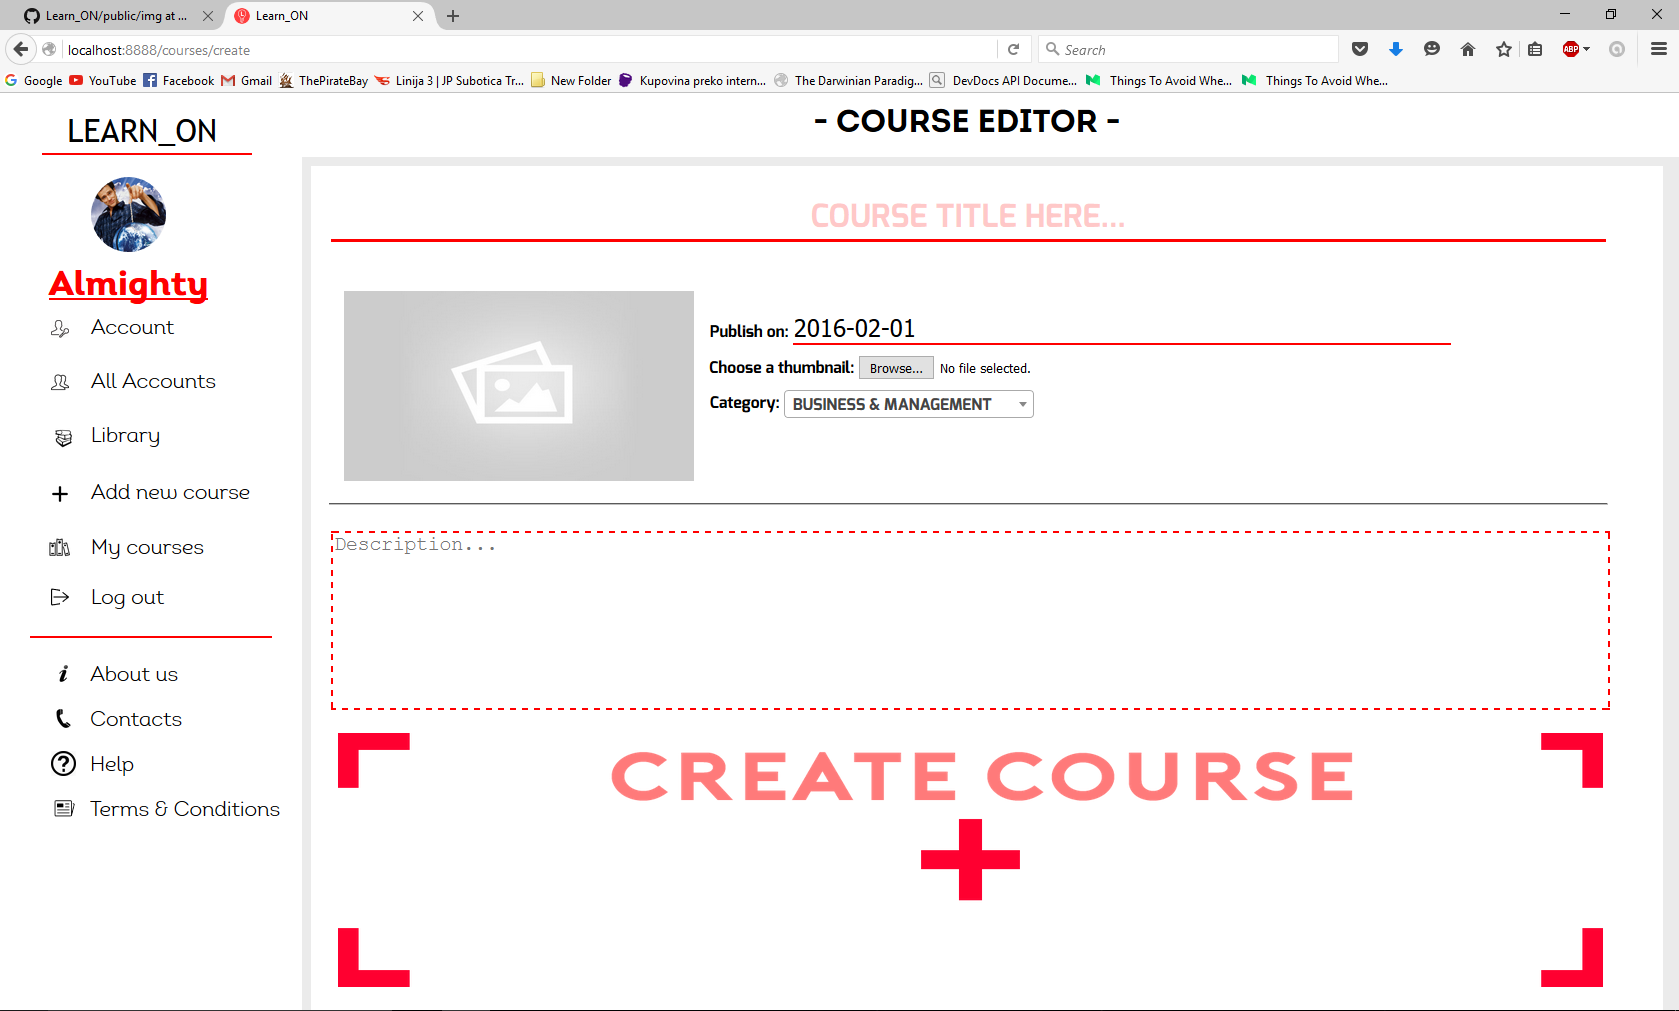 Learn_ON/public/img at ...
Learn_ON
localhost:8888/courses/create
Search
ABP
Google
YouTube
Facebook
Gmail
ThePirateBay
Linija 3 | JP Subotica Tr...
New Folder
Kupovina preko intern...
The Darwinian Paradig...
DevDocs API Docume...
Things To Avoid Whe...
Things To Avoid Whe...
LEARN_ON
Almighty
Account
All Accounts
Library
Add new course
My courses
Log out
About us
Contacts
Help
Terms & Conditions
- COURSE EDITOR -
COURSE TITLE HERE...
Publish on: 2016-02-01
Choose a thumbnail: Browse... No file selected.
Category: BUSINESS & MANAGEMENT
Description...
CREATE COURSE